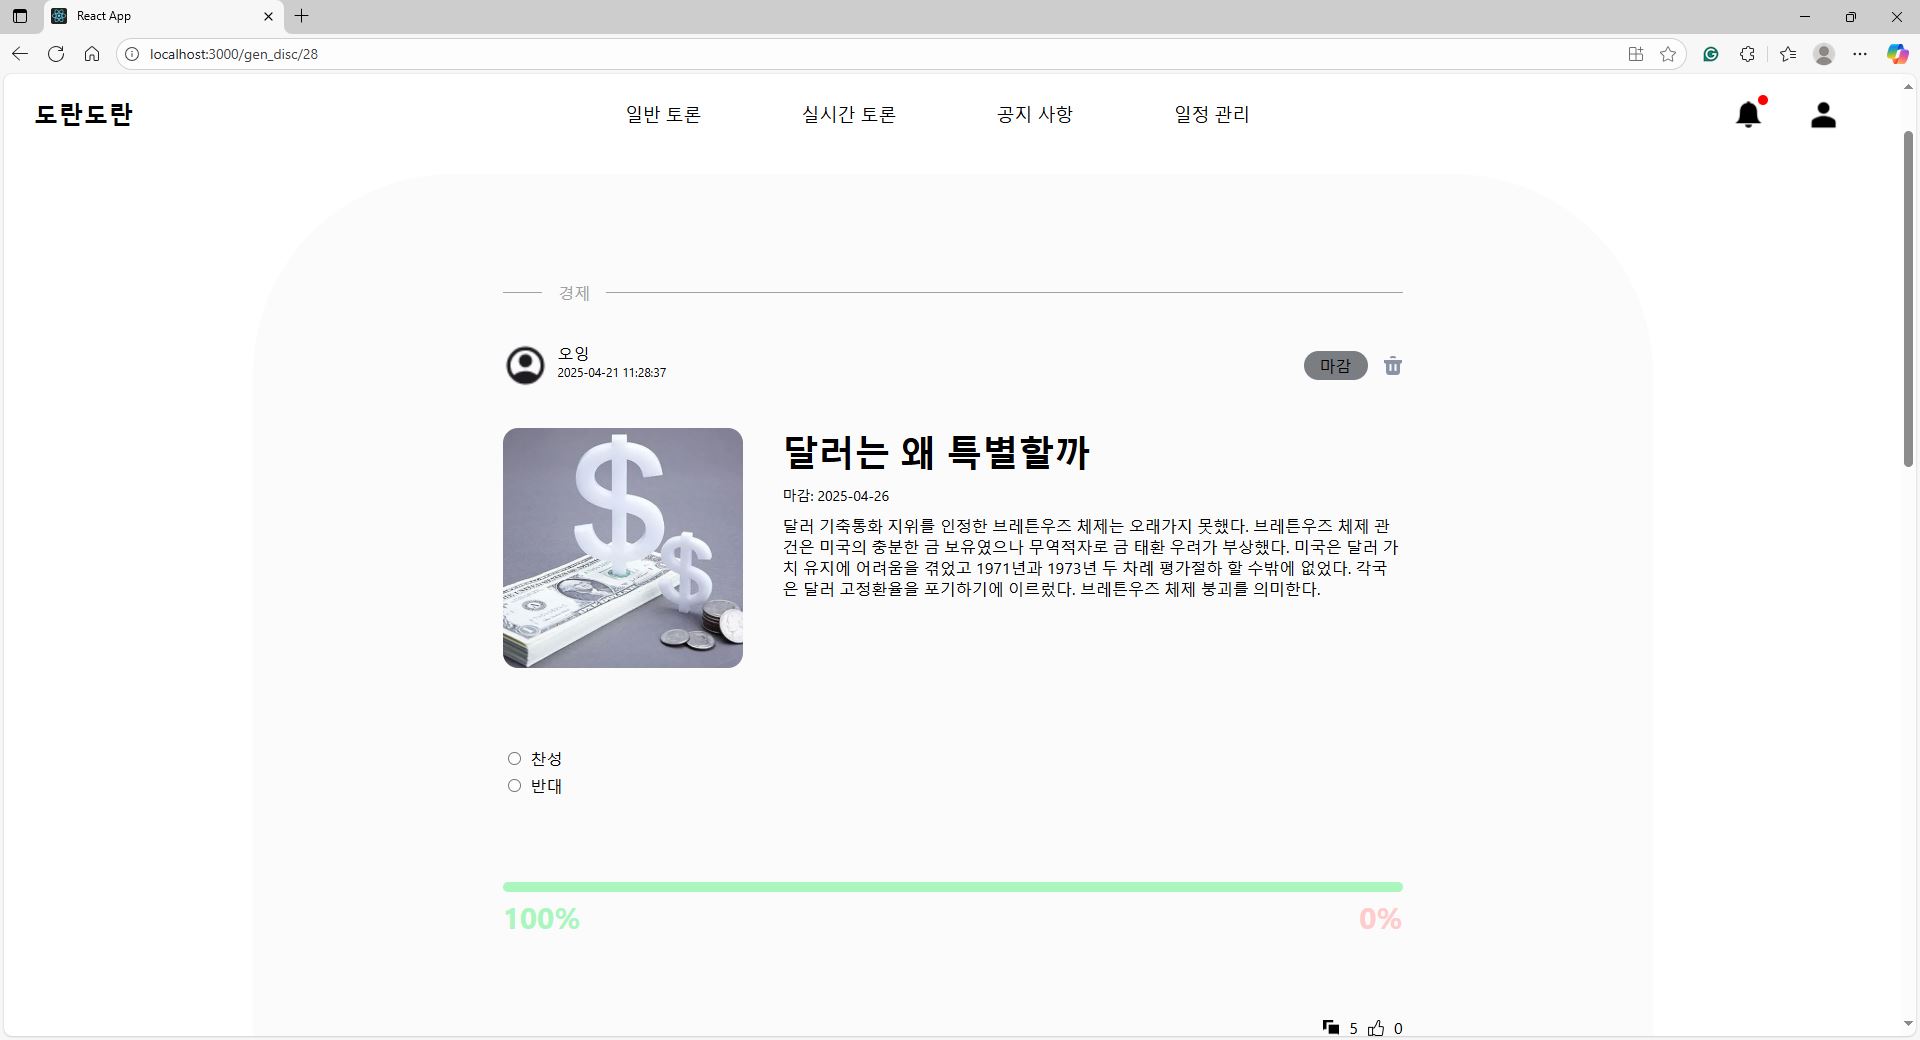 React App
localhost:3000/gen_disc/28
도란도란
일반 토론
실시간 토론
공지 사항
일정 관리
경제
오잉
2025-04-21 11:28:37
마감
달러는 왜 특별할까
마감: 2025-04-26
달러 기축통화 지위를 인정한 브레튼우즈 체제는 오래가지 못했다. 브레튼우즈 체제 관
건은 미국의 충분한 금 보유였으나 무역적자로 금 태환 우려가 부상했다. 미국은 달러 가
치 유지에 어려움을 겪었고 1971년과 1973년 두 차례 평가절하 할 수밖에 없었다. 각국
은 달러 고정환율을 포기하기에 이르렀다. 브레튼우즈 체제 붕괴를 의미한다.
찬성
반대
100%
0%
5
0